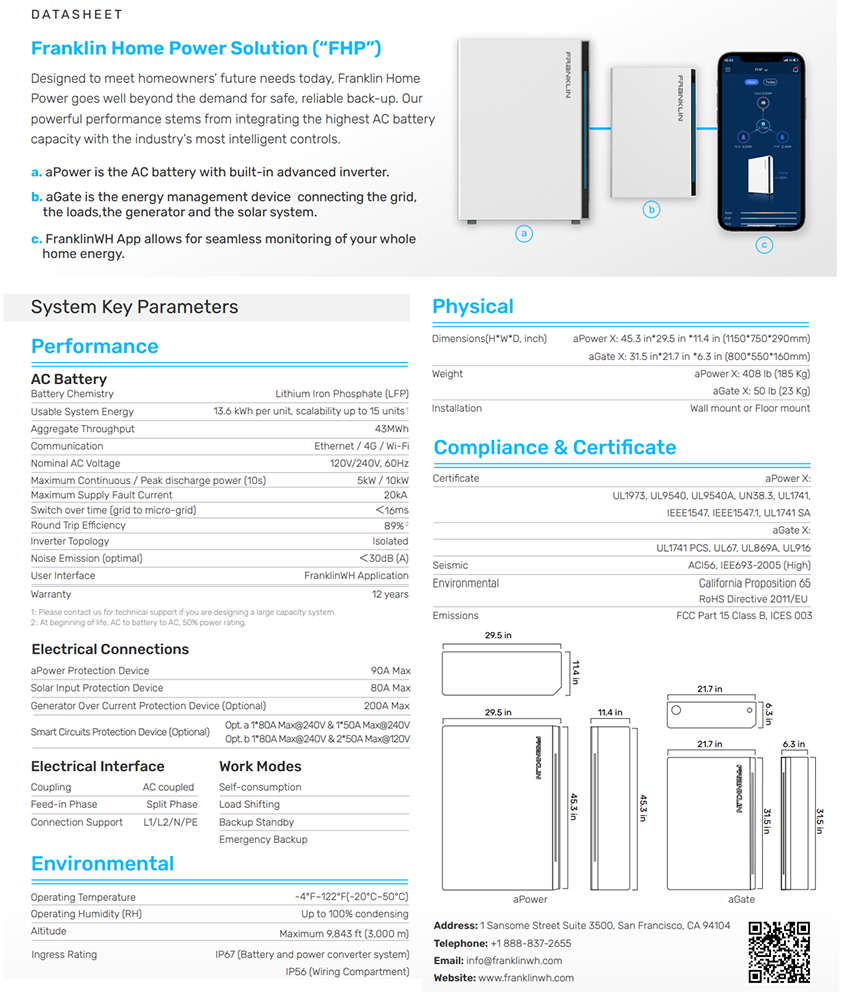 DATASHEET
Franklin Home Power Solution (“FHP”)
Designed to meet homeowners’ future needs today, Franklin Home
Power goes well beyond the demand for safe, reliable back-up. Our
powerful performance stems from integrating the highest AC battery
capacity with the industry’s most intelligent controls.
a. aPower is the AC battery with built-in advanced inverter.
b. aGate is the energy management device connecting the grid,
the loads,the generator and the solar system.
c. FranklinWH App allows for seamless monitoring of your whole
home energy.
FRANKLIN
FRANKLIN
FHP
a
b
c
System Key Parameters
Performance
AC Battery
Battery Chemistry Lithium Iron Phosphate (LFP)
Usable System Energy 13.6 kWh per unit, scalability up to 15 units¹
Aggregate Throughput 43MWh
Communication Ethernet / 4G / Wi-Fi
Nominal AC Voltage 120V/240V, 60Hz
Maximum Continuous / Peak discharge power (10s) 5kW / 10kW
Maximum Supply Fault Current 20kA
Switch over time (grid to micro-grid) <16ms
Round Trip Efficiency 89%²
Inverter Topology Isolated
Noise Emission (optimal) <30dB (A)
User Interface FranklinWH Application
Warranty 12 years
1: Please contact us for technical support if you are designing a large capacity system.
2: At beginning of life, AC to battery to AC, 50% power rating.
Electrical Connections
aPower Protection Device 90A Max
Solar Input Protection Device 80A Max
Generator Over Current Protection Device (Optional) 200A Max
Smart Circuits Protection Device (Optional) Opt. a 1*80A Max@240V & 1*50A Max@240V
Opt. b 1*80A Max@240V & 2*50A Max@120V
Electrical Interface
Coupling AC coupled
Feed-in Phase Split Phase
Connection Support L1/L2/N/PE
Work Modes
Self-consumption
Load Shifting
Backup Standby
Emergency Backup
Environmental
Operating Temperature -4°F~122°F(-20°C~50°C)
Operating Humidity (RH) Up to 100% condensing
Altitude Maximum 9,843 ft (3,000 m)
Ingress Rating IP67 (Battery and power converter system)
IP56 (Wiring Compartment)
Physical
Dimensions(H*W*D, inch) aPower X: 45.3 in*29.5 in *11.4 in (1150*750*290mm)
aGate X: 31.5 in*21.7 in *6.3 in (800*550*160mm)
Weight aPower X: 408 lb (185 Kg)
aGate X: 50 lb (23 Kg)
Installation Wall mount or Floor mount
Compliance & Certificate
Certificate aPower X:
UL1973, UL9540, UL9540A, UN38.3, UL1741,
IEEE1547, IEEE1547.1, UL1741 SA
aGate X:
UL1741 PCS, UL67, UL869A, UL916
Seismic AC156, IEE693-2005 (High)
Environmental California Proposition 65
RoHS Directive 2011/EU
Emissions FCC Part 15 Class B, ICES 003
29.5 in
11.4 in
29.5 in
FRANKLIN
45.3 in
11.4 in
45.3 in
aPower
21.7 in
6.3 in
21.7 in
FRANKLIN
31.5 in
6.3 in
31.5 in
aGate
Address: 1 Sansome Street Suite 3500, San Francisco, CA 94104
Telephone: +1 888-837-2655
Email: info@franklinwh.com
Website: www.franklinwh.com